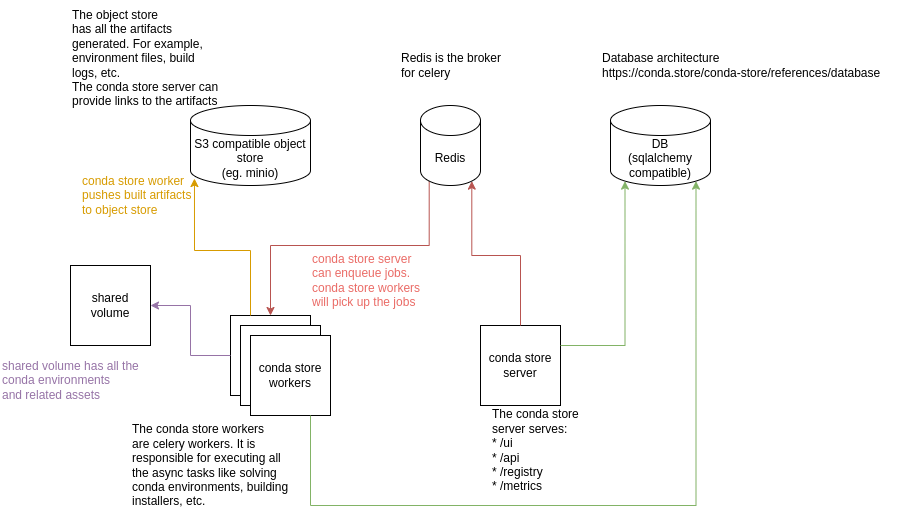 The object store
has all the artifacts
generated. For example,
environment files, build
logs, etc.
The conda store server can
provide links to the artifacts
Redis is the broker
for celery
Database architecture
https://conda.store/conda-store/references/database
S3 compatible object
store
(eg. minio)
Redis
DB
(sqlalchemy
compatible)
conda store worker
pushes built artifacts
to object store
conda store server
can enqueue jobs,
conda store workers
will pick up the jobs
shared
volume
shared volume has all the
conda environments
and related assets
conda store
workers
conda store
server
The conda store workers
are celery workers. It is
responsible for executing all
the async tasks like solving
conda environments, building
installers, etc.
The conda store
server serves:
* /ui
* /api
* /registry
* /metrics